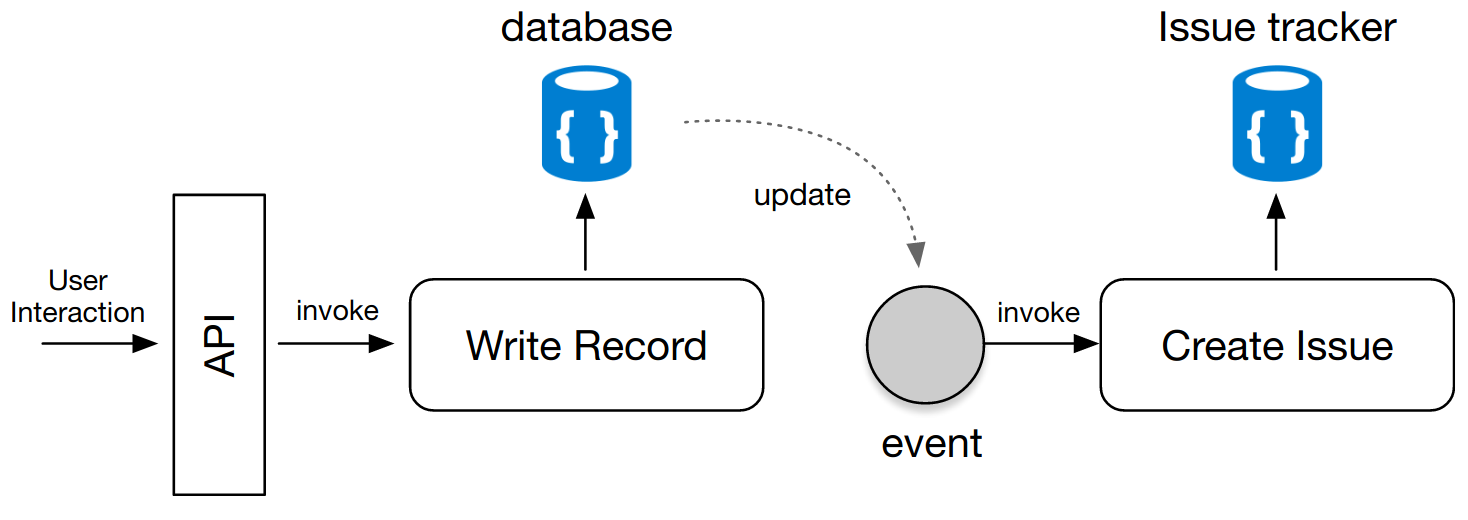 database
Issue tracker
{ }
{ }
update
User
Interaction
API
invoke
Write Record
invoke
Create Issue
event